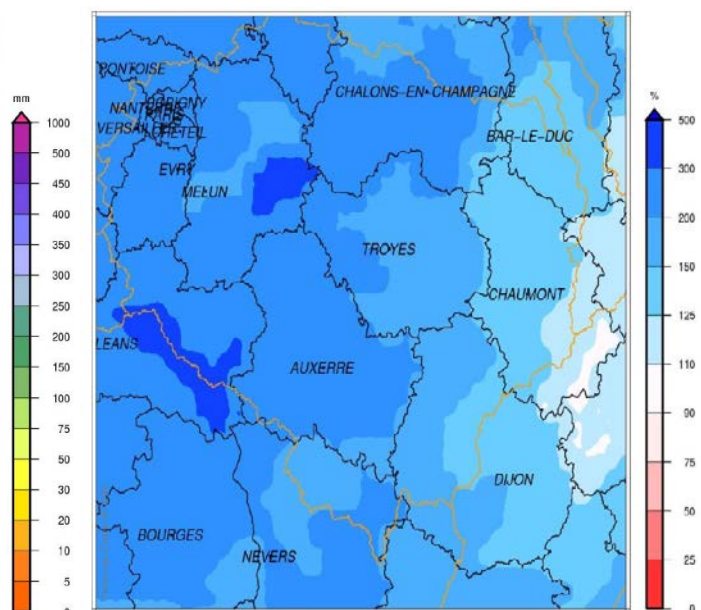 PONTOISE
CHALONS-EN-CHAMPAGNE
mm
%
NANTERRE
VERSAILLES
CRETEIL
BAR-LE-DUC
EVRY
MELUN
TROYES
CHAUMONT
LEANS
AUXERRE
DIJON
BOURGES
NEVERS
1000
500
450
400
350
300
250
200
150
100
75
50
30
20
10
5
0
500
300
200
150
125
110
90
75
50
25
0